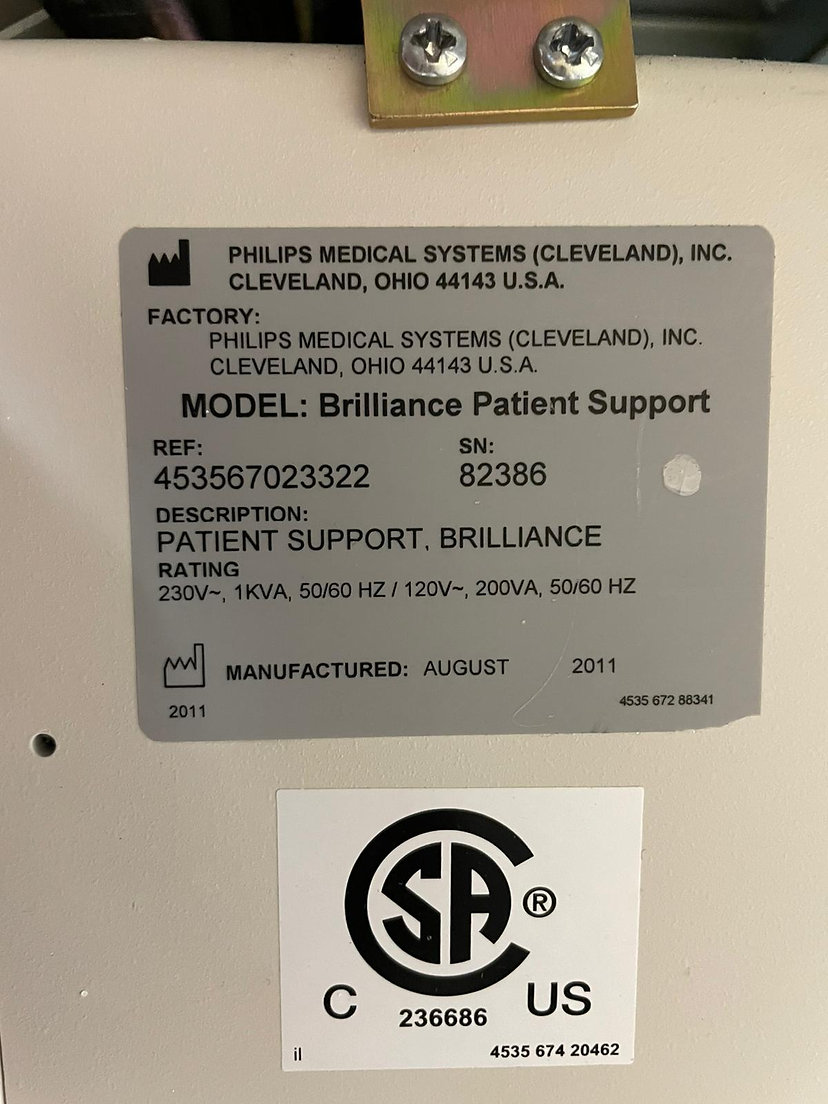 PHILIPS MEDICAL SYSTEMS (CLEVELAND), INC.
CLEVELAND, OHIO 44143 U.S.A.
FACTORY:
PHILIPS MEDICAL SYSTEMS (CLEVELAND), INC.
CLEVELAND, OHIO 44143 U.S.A.
MODEL: Brilliance Patient Support
REF: SN:
453567023322 82386
DESCRIPTION:
PATIENT SUPPORT, BRILLIANCE
RATING
230V~, 1KVA, 50/60 HZ / 120V~, 200VA, 50/60 HZ
MANUFACTURED: AUGUST 2011
2011 4535 672 88341
CSA ®
C 236686 US
il 4535 674 20462